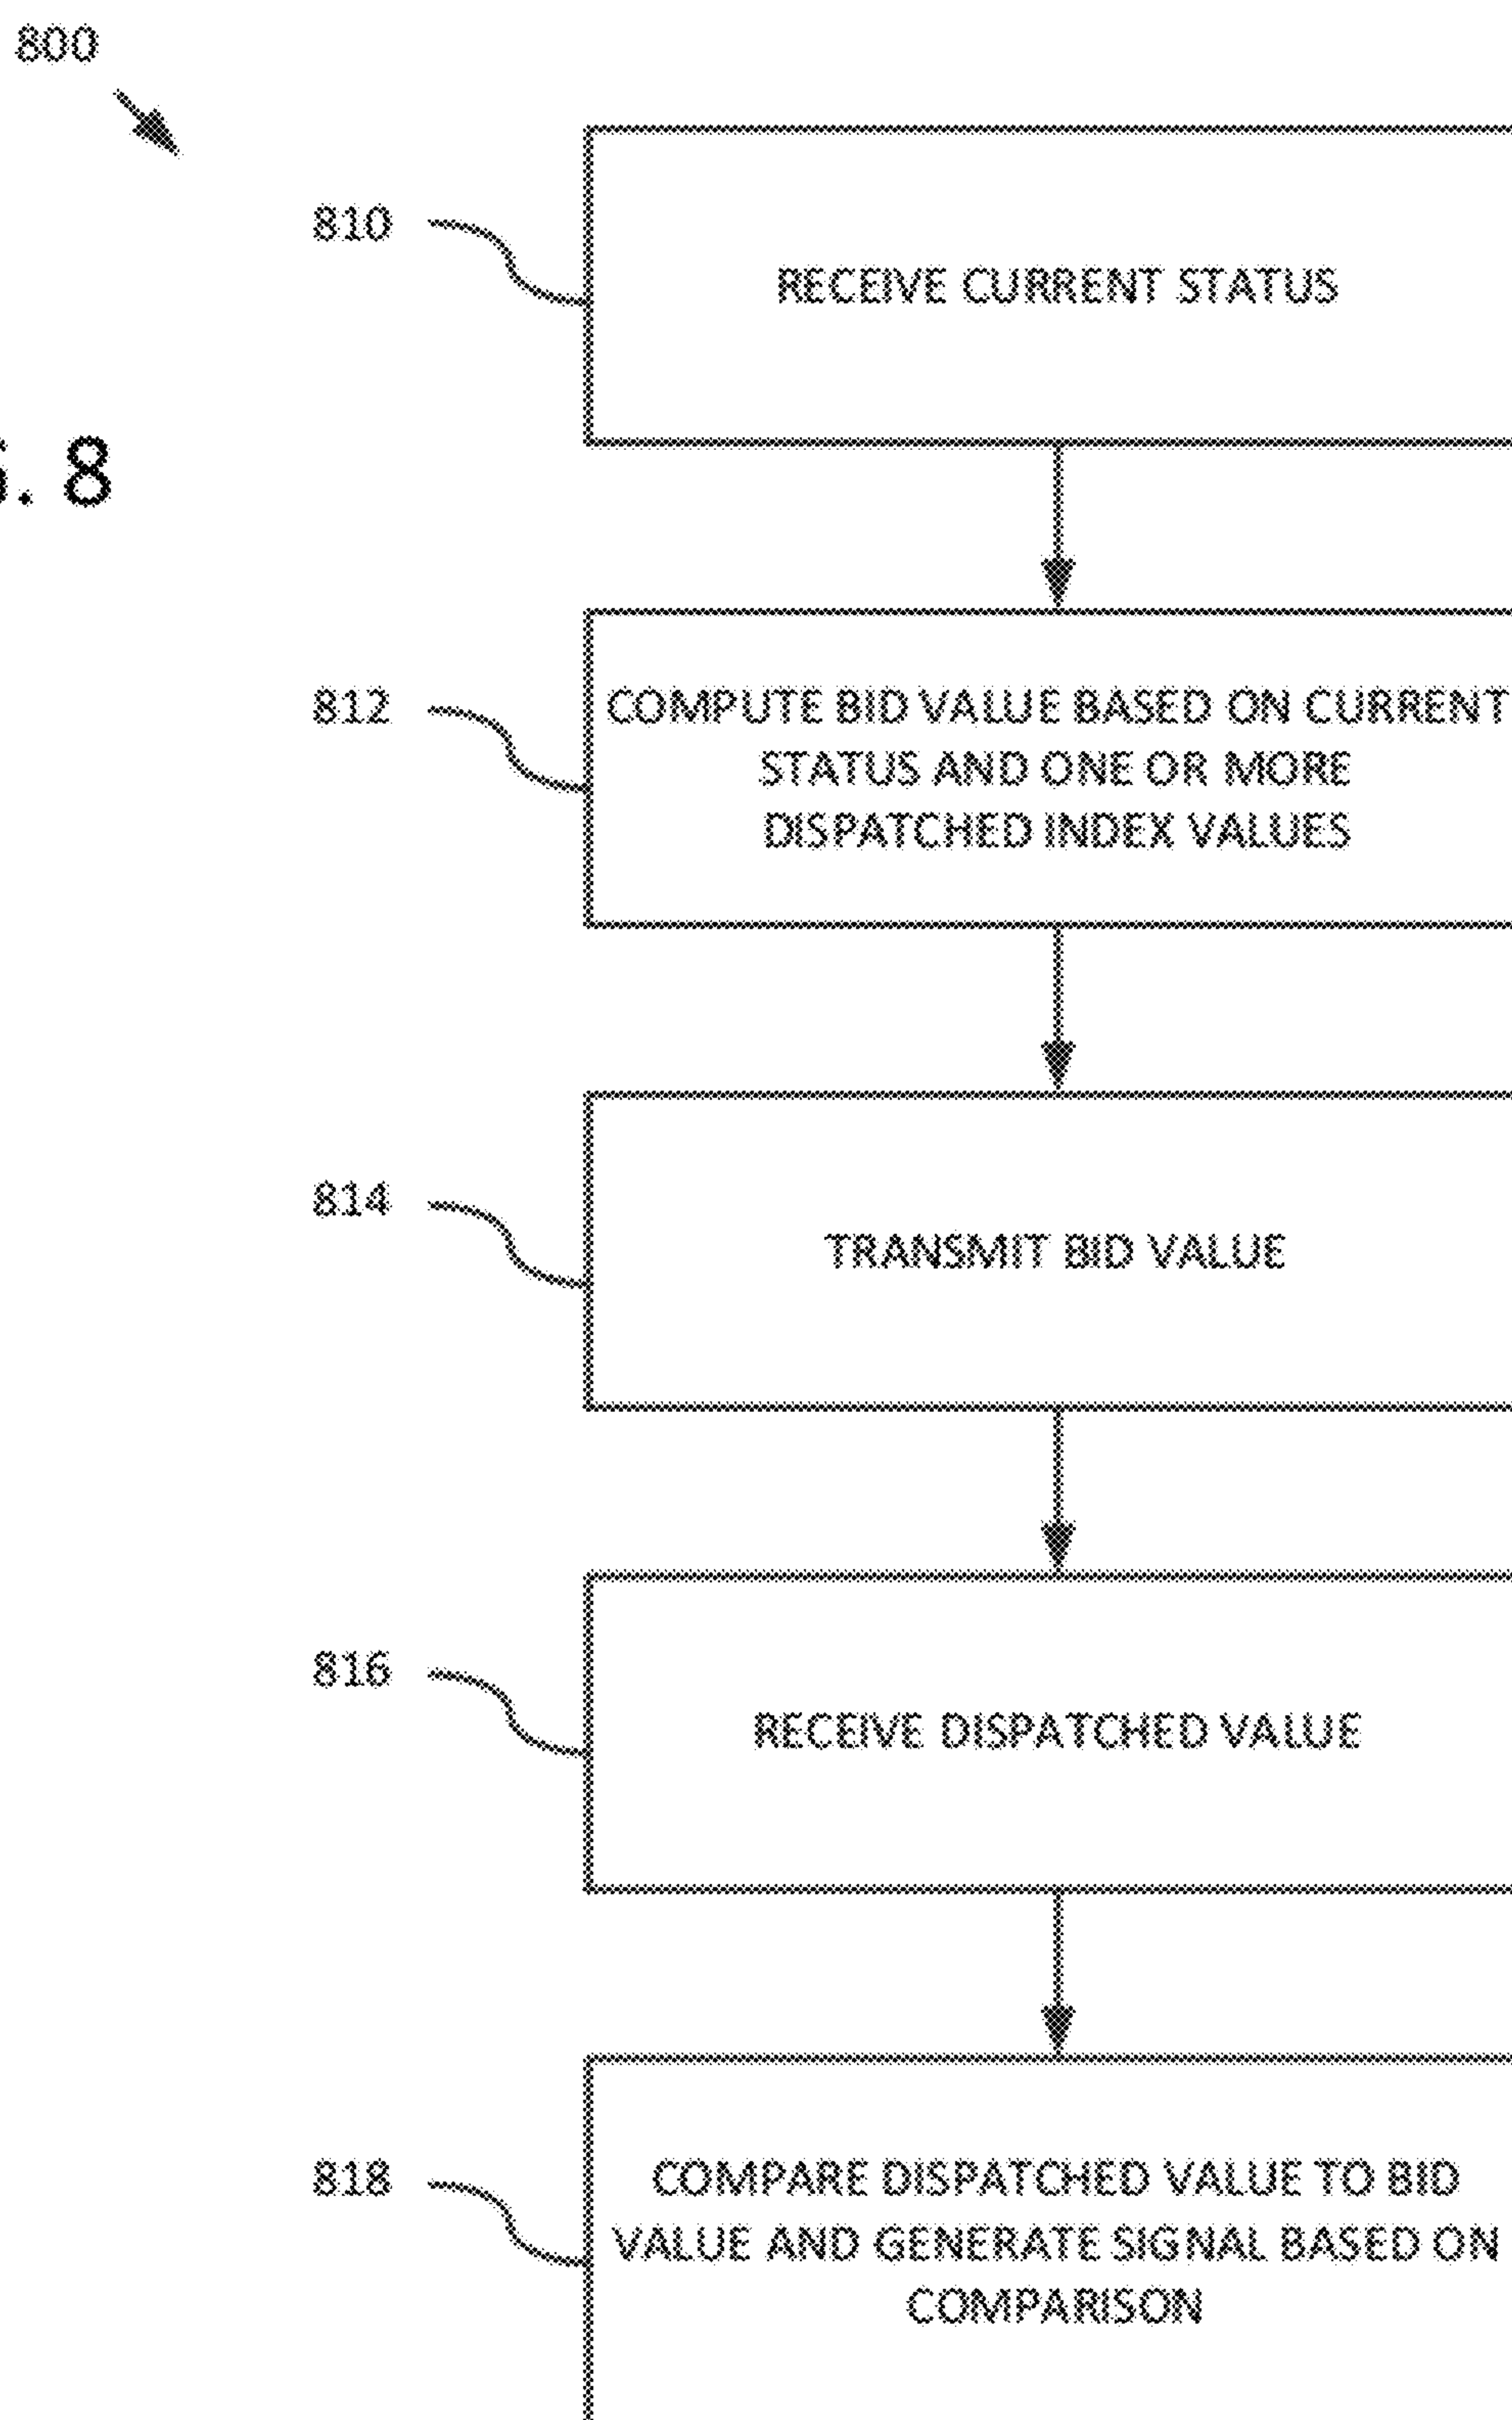 800
810
RECEIVE CURRENT STATUS
. 8
812
COMPUTE BID VALUE BASED ON CURRENT
STATUS AND ONE OR MORE
DISPATCHED INDEX VALUES
814
TRANSMIT BID VALUE
816
RECEIVE DISPATCHED VALUE
818
COMPARE DISPATCHED VALUE TO BID
VALUE AND GENERATE SIGNAL BASED ON
COMPARISON